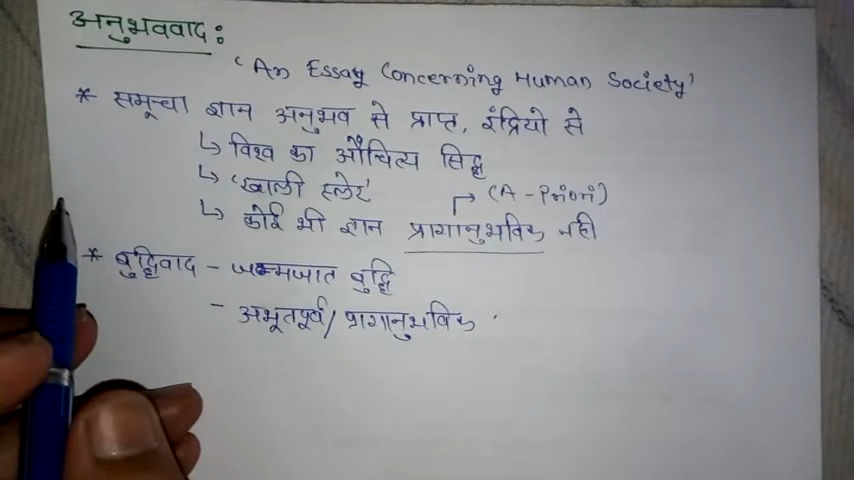 अनुभववाद :
'An Essay Concerning Human Society'
* समूचा ज्ञान अनुभव से प्राप्त, इंद्रियो से
↳ विश्व का औचित्य सिद्ध
↳ 'खाली स्लेट'
↱ (A - Priori)
↳ कोई भी ज्ञान प्रागानुभविक नही
* बुद्धिवाद - जन्मजात बुद्धि
- अभूतपूर्व/प्रागानुभविक